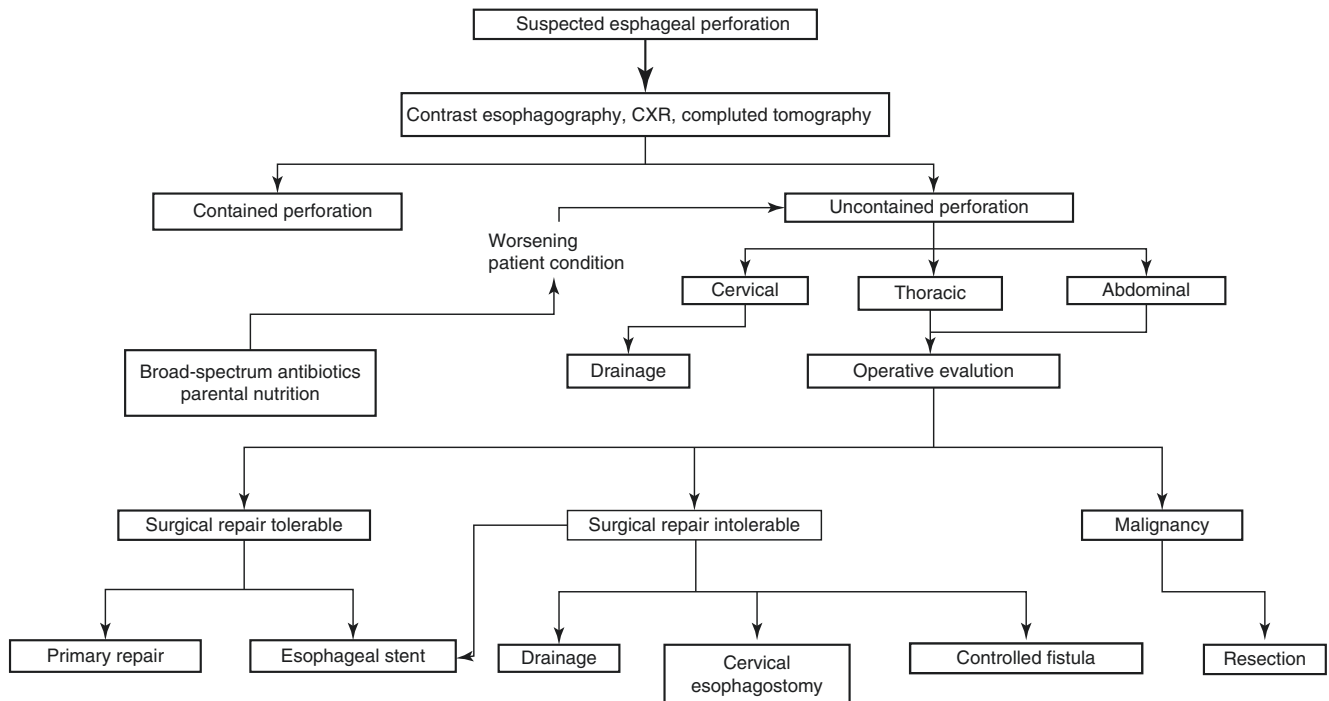 Suspected esphageal perforation
Contrast esophagography, CXR, compluted tomography
Contained perforation
Uncontained perforation
Worsening
patient condition
Cervical
Thoracic
Abdominal
Broad-spectrum antibiotics
parental nutrition
Drainage
Operative evalution
Surgical repair tolerable
Surgical repair intolerable
Malignancy
Primary repair
Esophageal stent
Drainage
Cervical
esophagostomy
Controlled fistula
Resection